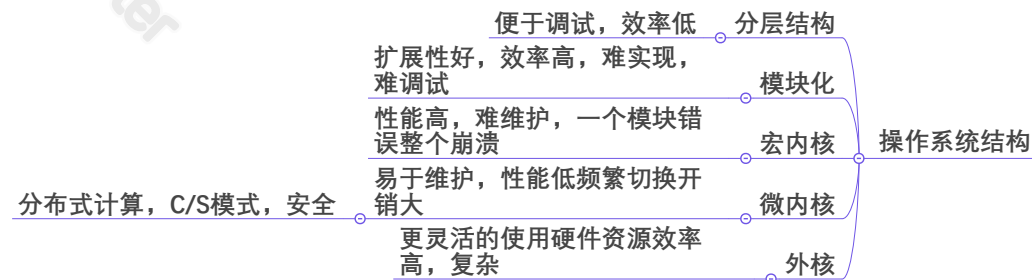 便于调试，效率低
分层结构
扩展性好，效率高，难实现，
难调试
模块化
性能高，难维护，一个模块错
误整个崩溃
宏内核
操作系统结构
易于维护，性能低频繁切换开
销大
微内核
分布式计算，C/S模式，安全
更灵活的使用硬件资源效率
高，复杂
外核